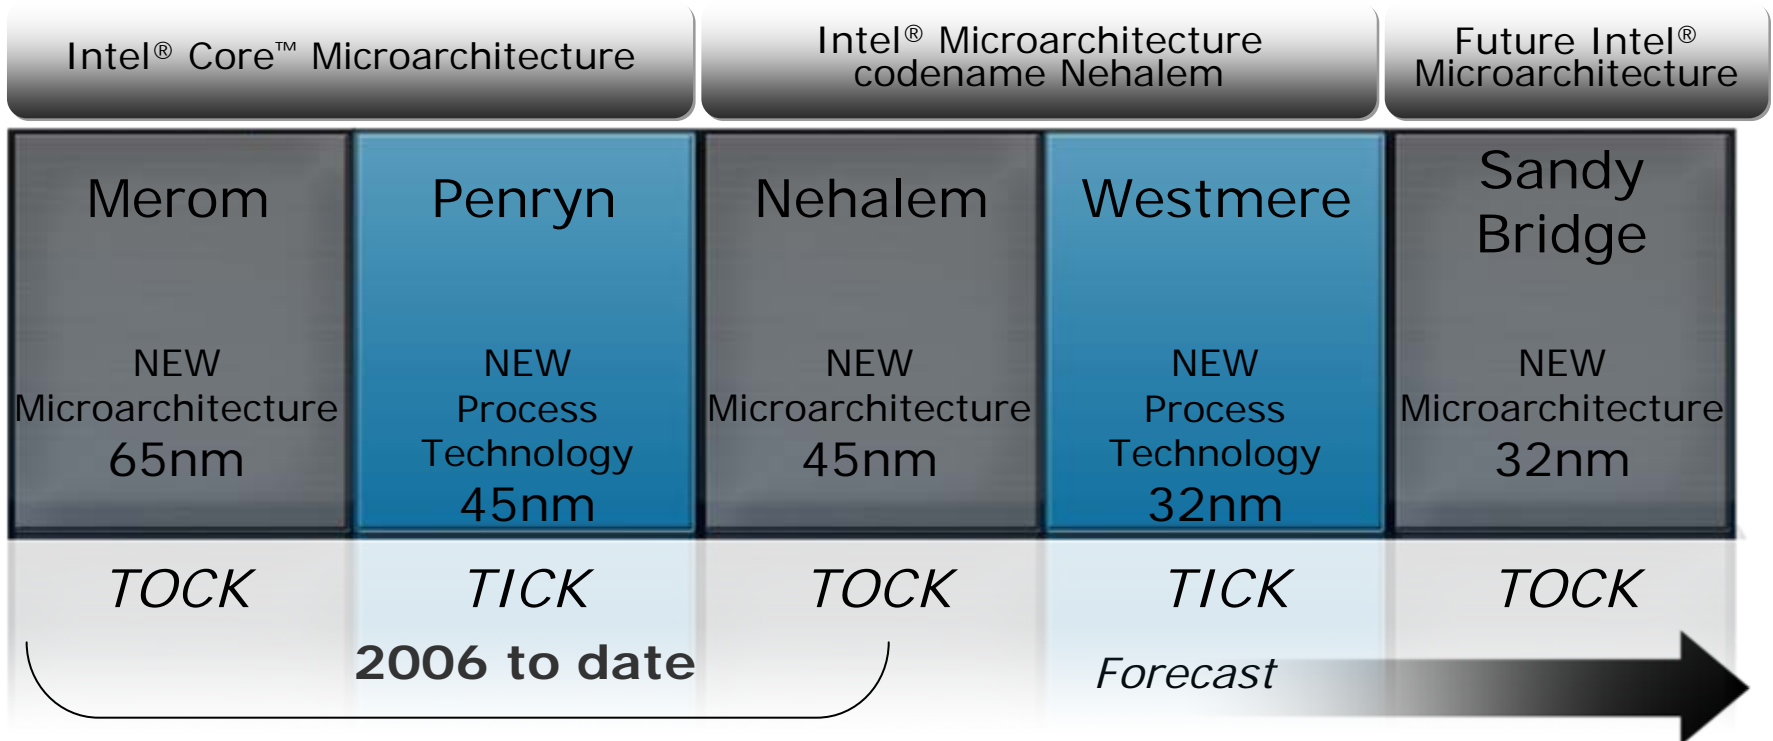 Intel® Core™ Microarchitecture
Intel® Microarchitecture
codename Nehalem
Future Intel®
Microarchitecture
Merom
NEW
Microarchitecture
65nm
TOCK
Penryn
NEW
Process
Technology
45nm
TICK
Nehalem
NEW
Microarchitecture
45nm
TOCK
Westmere
NEW
Process
Technology
32nm
TICK
Sandy
Bridge
NEW
Microarchitecture
32nm
TOCK
2006 to date
Forecast